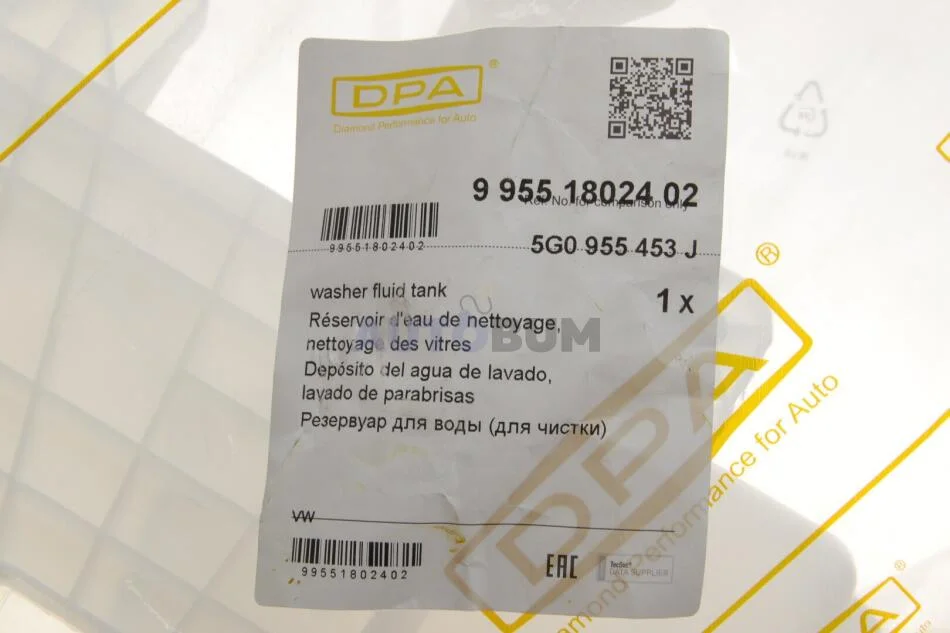 DPA®
Diamond Performance for Auto
9 955 18024 02
Ref. No. for comparison only
99551802402
5G0 955 453 J
washer fluid tank
1 x
Réservoir d'eau de nettoyage,
nettoyage des vitres
AUTOBUM
Depósito del agua de lavado,
lavado de parabrisas
Резервуар для воды (для чистки)
VW
99551802402
EAC
TecDoc®
DATA SUPPLIER
DPA®
Diamond Performance for Auto
DPA®